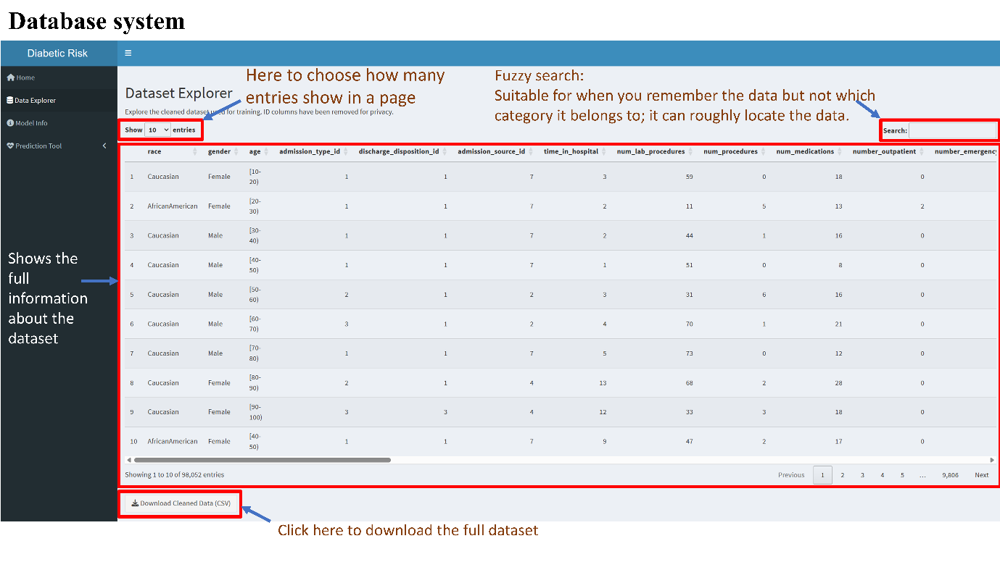 Database system
Diabetic Risk
Home
Data Explorer
Model Info
Prediction Tool
Shows the
full
information
about the
dataset
Here to choose how many
entries show in a page
Fuzzy search:
Suitable for when you remember the data but not which
category it belongs to; it can roughly locate the data.
Dataset Explorer
Explore the cleaned dataset used for training. ID columns have been removed for privacy.
Show 10 entries
Search:
race gender age admission_type_id discharge_disposition_id admission_source_id time_in_hospital num_lab_procedures num_procedures num_medications number_outpatient number_emergency
1 Caucasian Female [10-20) 1 1 7 3 59 0 18 0
2 AfricanAmerican Female [20-30) 1 1 7 2 11 5 13 2
3 Caucasian Male [30-40) 1 1 7 2 44 1 16 0
4 Caucasian Male [40-50) 1 1 7 1 51 0 8 0
5 Caucasian Male [50-60) 2 1 2 3 31 6 16 0
6 Caucasian Male [60-70) 3 1 2 4 70 1 21 0
7 Caucasian Male [70-80) 1 1 7 5 73 0 12 0
8 Caucasian Female [80-90) 2 1 4 13 68 2 28 0
9 Caucasian Female [90-100) 3 3 4 12 33 3 18 0
10 AfricanAmerican Female [40-50) 1 1 7 9 47 2 17 0
Showing 1 to 10 of 98,052 entries
Previous 1 2 3 4 5 ... 9,806 Next
Download Cleaned Data (CSV)
Click here to download the full dataset